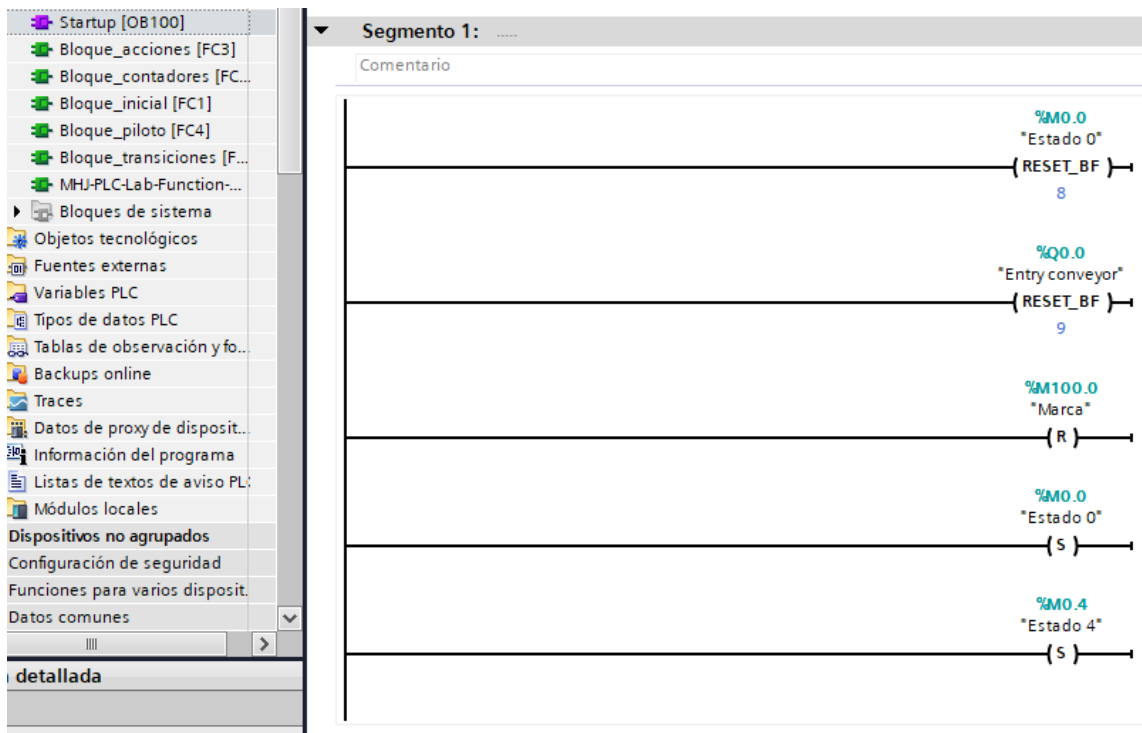 Startup [OB100]
Bloque_acciones [FC3]
Bloque_contadores [FC...
Bloque_inicial [FC1]
Bloque_piloto [FC4]
Bloque_transiciones [F...
MHJ-PLC-Lab-Function-...
Bloques de sistema
Objetos tecnológicos
Fuentes externas
Variables PLC
Tipos de datos PLC
Tablas de observación y fo...
Backups online
Traces
Datos de proxy de disposit...
Información del programa
Listas de textos de aviso PL
Módulos locales
Dispositivos no agrupados
Configuración de seguridad
Funciones para varios disposit.
Datos comunes
detallada
Segmento 1: .....
Comentario
%M0.0
"Estado 0"
RESET_BF
8
%Q0.0
"Entry conveyor"
RESET_BF
9
%M100.0
"Marca"
R
%M0.0
"Estado 0"
S
%M0.4
"Estado 4"
S